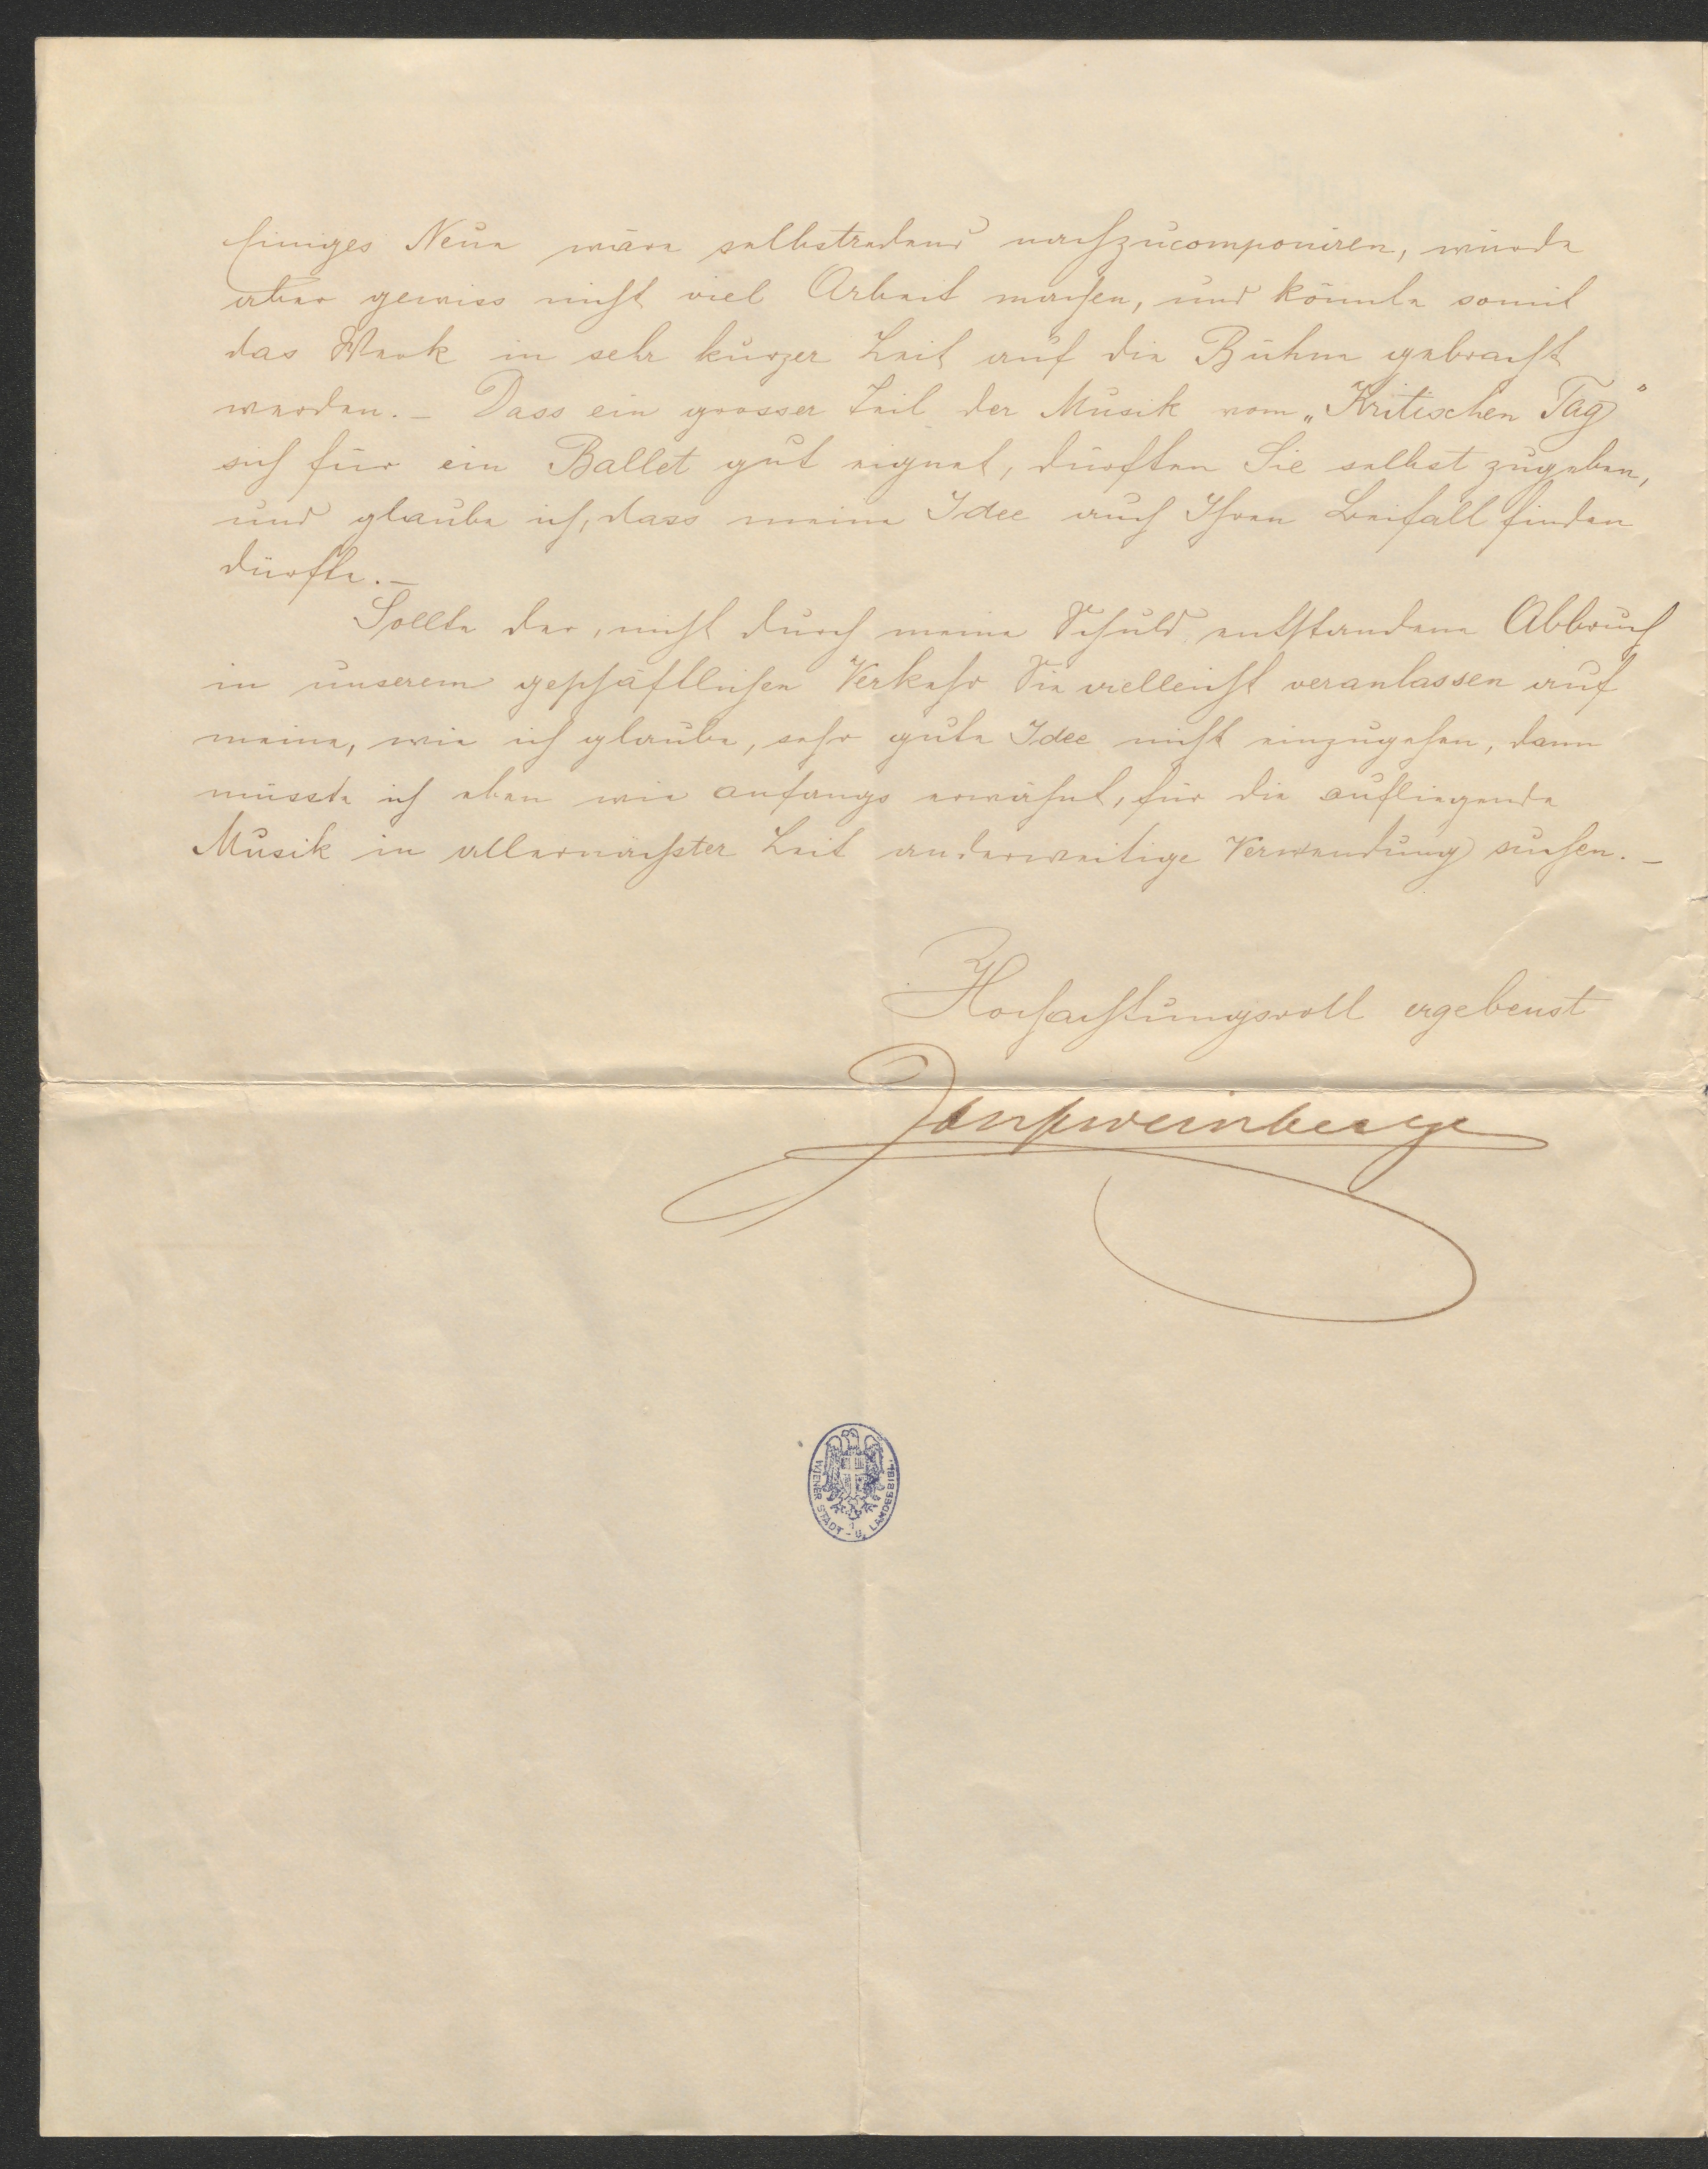 Einiges Neue wäre selbstredend nachzucomponiren, würde
aber gewiss nicht viel Arbeit machen, und könnte somit
das Werk in sehr kurzer Zeit auf die Bühne gebracht
werden. _ Dass ein grosser Teil der Musik vom „Kritischen Tag"
sich für ein Ballet gut eignet, dürften Sie selbst zugeben,
und glaube ich, dass meine Idee auch Ihren Beifall finden
dürfte. _
Sollte der, nicht durch meine Schuld entstandene Abbruch
in unserem geschäftlichen Verkehr Sie vielleicht veranlassen auf
meine, wie ich glaube, sehr gute Idee nicht einzugehen, dann
müsste ich eben wie anfangs erwähnt, für die aufliegende
Musik in allernächster Zeit anderweitige Verwendung suchen. _
Hochachtungsvoll ergebenst
Josefweinberger
WIENER STADT - U. LANDESBIBL.